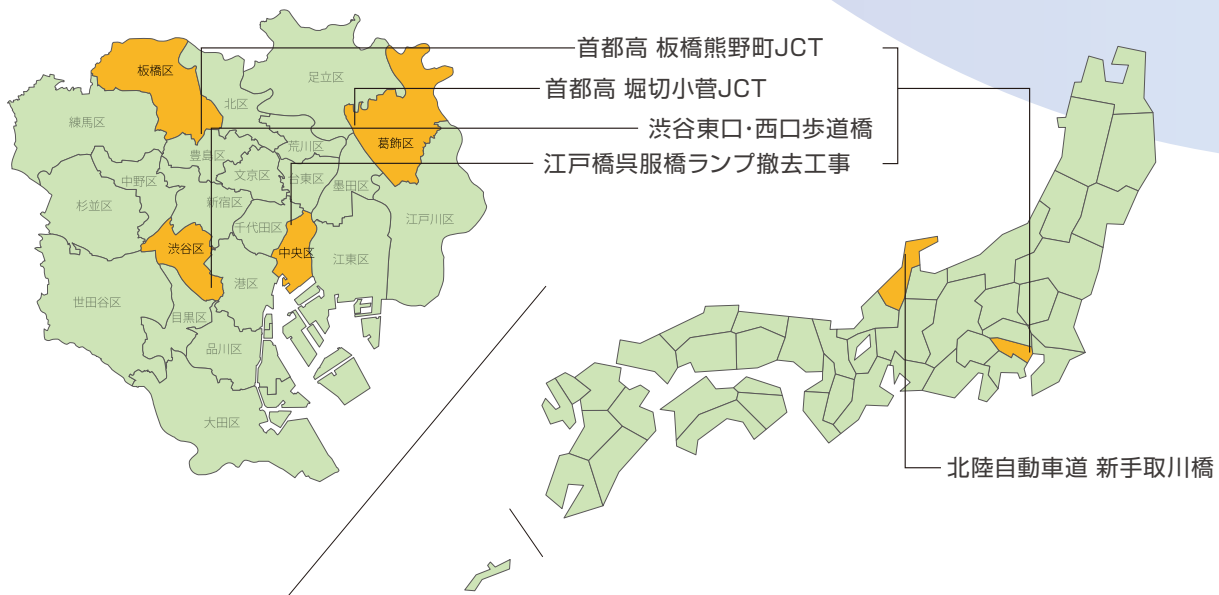 首都高 板橋熊野町JCT
首都高 堀切小菅JCT
渋谷東口・西口歩道橋
江戸橋呉服橋ランプ撤去工事
北陸自動車道 新手取川橋
板橋区
足立区
北区
練馬区
葛飾区
荒川区
豊島区
文京区
台東区
墨田区
中野区
杉並区
新宿区
千代田区
江戸川区
渋谷区
中央区
江東区
港区
世田谷区
目黒区
品川区
大田区